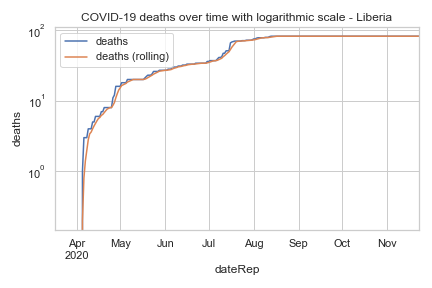 COVID-19 deaths over time with logarithmic scale - Liberia
deaths
deaths (rolling)
10²
10¹
10⁰
deaths
Apr May Jun Jul Aug Sep Oct Nov
2020
dateRep